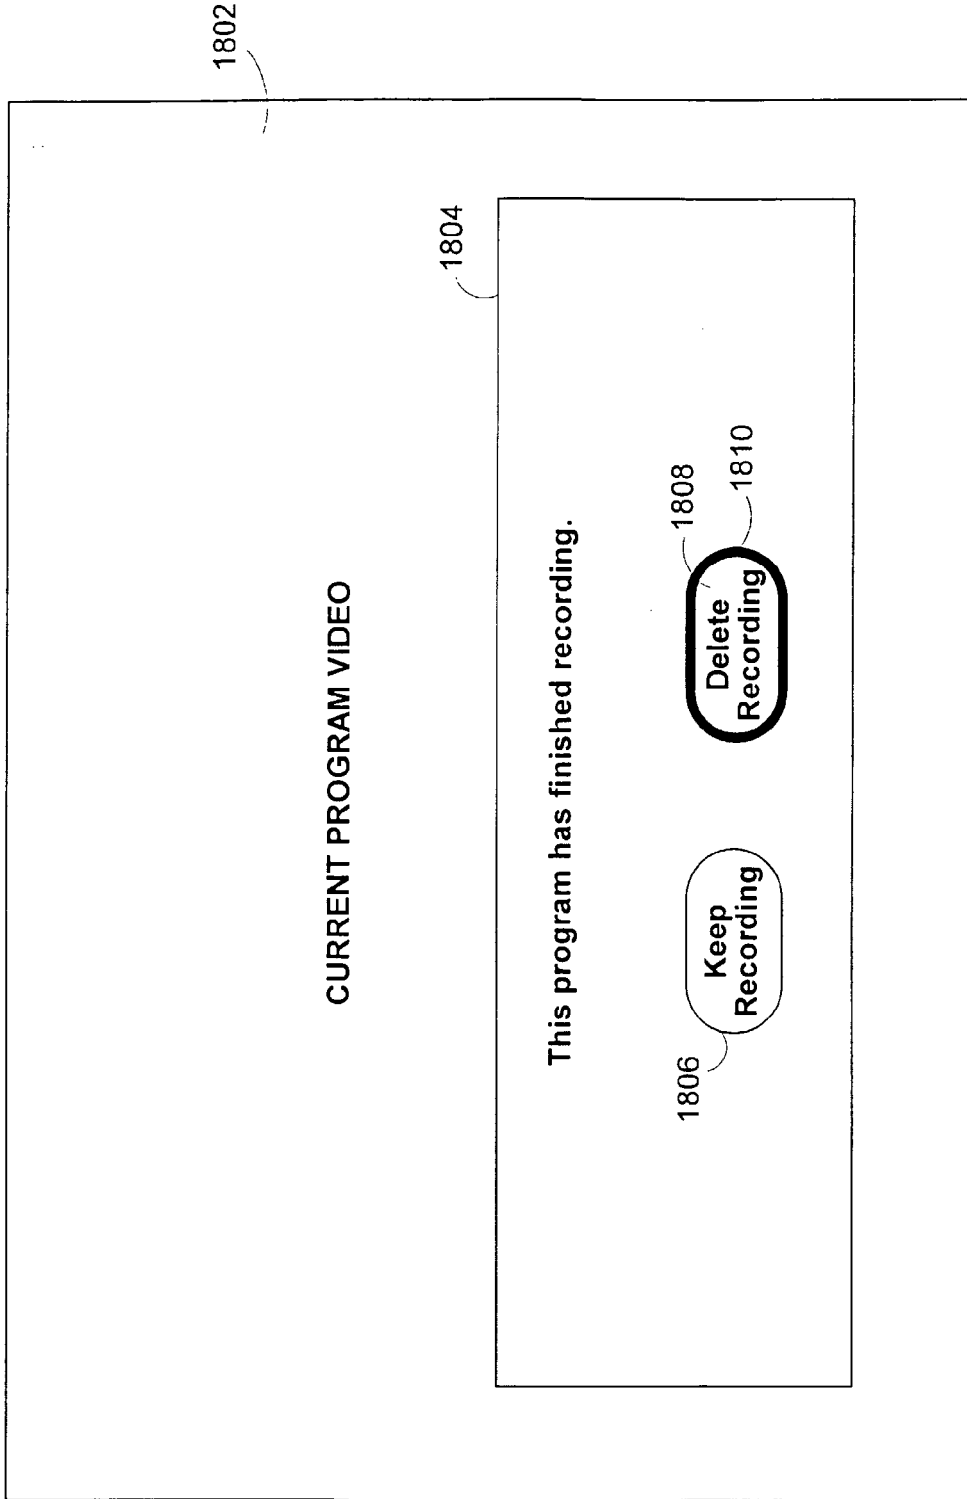 1802
CURRENT PROGRAM VIDEO
1804
This program has finished recording.
1806
Keep
Recording
Delete
Recording
1808
1810